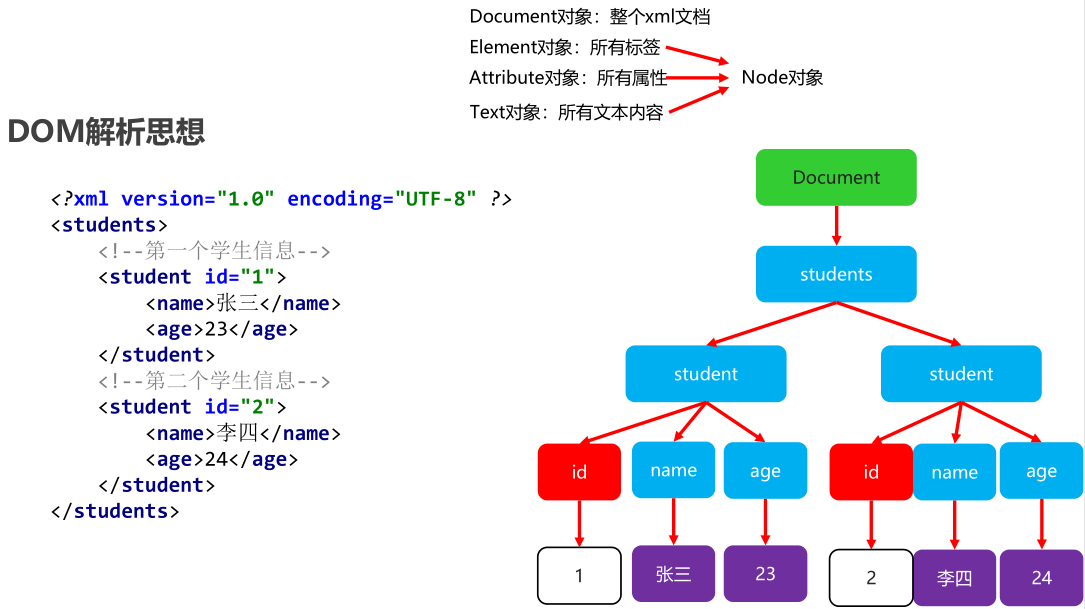 Document对象：整个xml文档
Element对象：所有标签
Attribute对象：所有属性
Node对象
Text对象：所有文本内容
DOM解析思想
<?xml version="1.0" encoding="UTF-8" ?>
<students>
<!--第一个学生信息-->
<student id="1">
<name>张三</name>
<age>23</age>
</student>
<!--第二个学生信息-->
<student id="2">
<name>李四</name>
<age>24</age>
</student>
</students>
Document
students
student
student
id
name
age
id
name
age
1
张三
23
2
李四
24